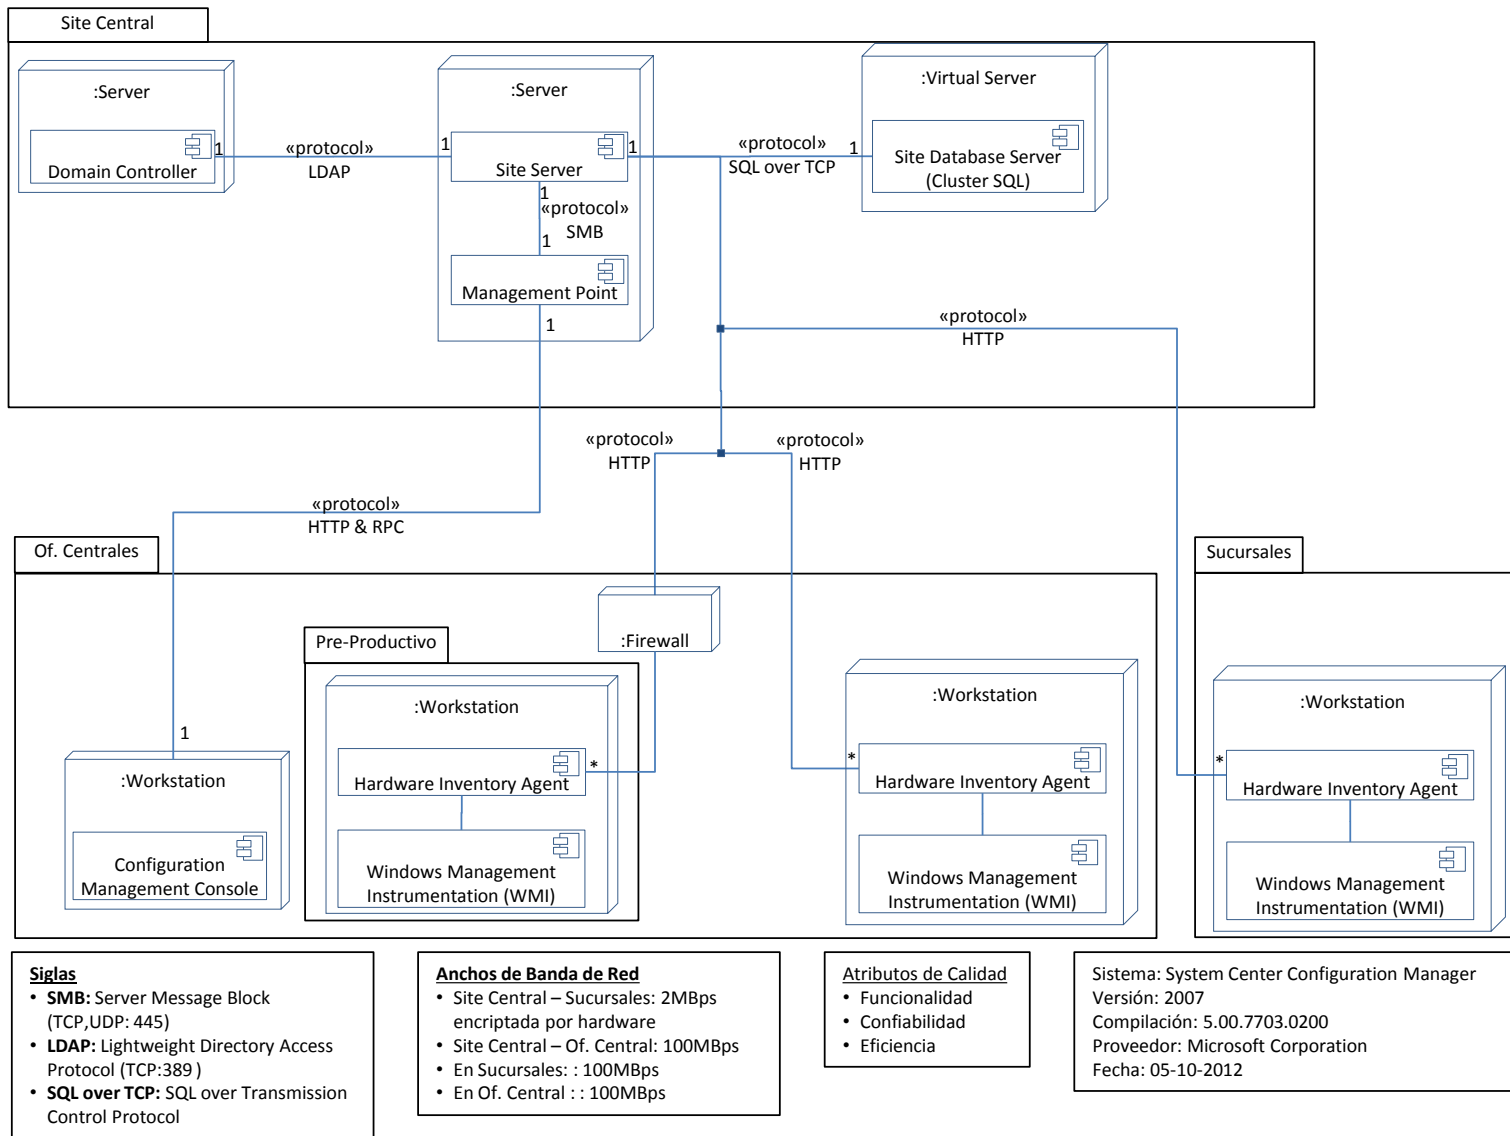 Site Central
:Server
Domain Controller
1
«protocol»
LDAP
1
:Server
Site Server
1
1
«protocol»
SMB
1
Management Point
1
«protocol»
SQL over TCP
1
:Virtual Server
Site Database Server
(Cluster SQL)
«protocol»
HTTP
«protocol»
HTTP
«protocol»
HTTP
«protocol»
HTTP & RPC
Of. Centrales
1
:Workstation
Configuration
Management Console
Pre-Productivo
:Workstation
Hardware Inventory Agent
*
Windows Management
Instrumentation (WMI)
:Firewall
:Workstation
*
Hardware Inventory Agent
Windows Management
Instrumentation (WMI)
Sucursales
:Workstation
*
Hardware Inventory Agent
Windows Management
Instrumentation (WMI)
Siglas
• SMB: Server Message Block
(TCP,UDP: 445)
• LDAP: Lightweight Directory Access
Protocol (TCP:389 )
• SQL over TCP: SQL over Transmission
Control Protocol
Anchos de Banda de Red
• Site Central – Sucursales: 2MBps
encriptada por hardware
• Site Central – Of. Central: 100MBps
• En Sucursales: : 100MBps
• En Of. Central : : 100MBps
Atributos de Calidad
• Funcionalidad
• Confiabilidad
• Eficiencia
Sistema: System Center Configuration Manager
Versión: 2007
Compilación: 5.00.7703.0200
Proveedor: Microsoft Corporation
Fecha: 05-10-2012